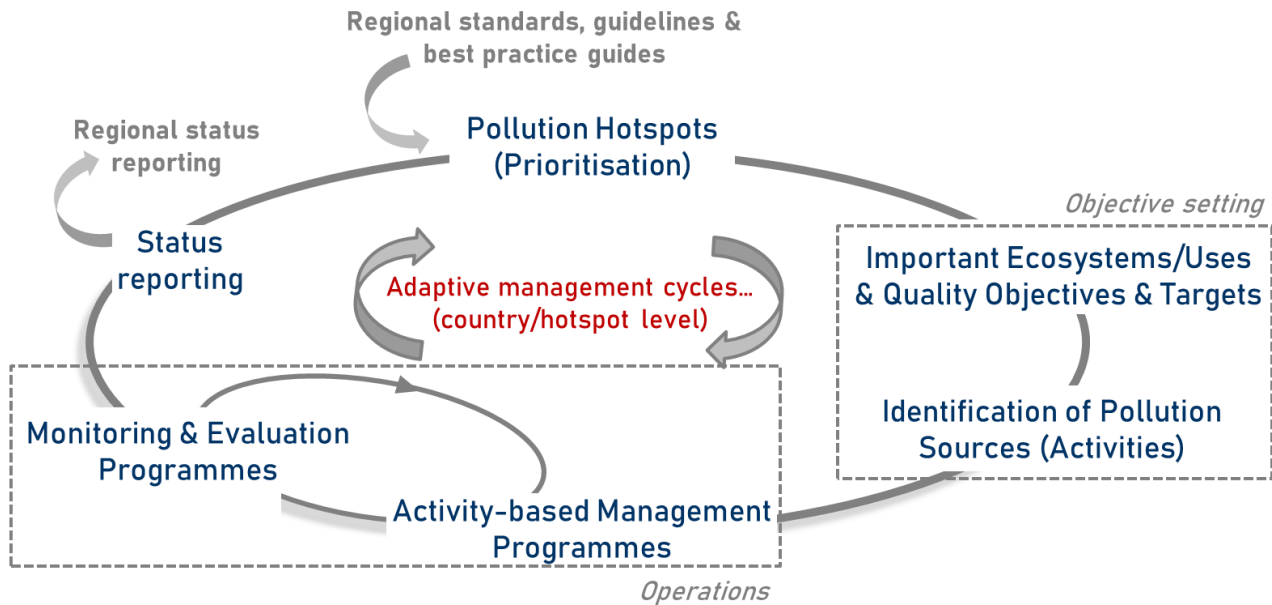 Regional standards, guidelines &
best practice guides
Regional status
reporting
Pollution Hotspots
(Prioritisation)
Objective setting
Status
reporting
Important Ecosystems/Uses
& Quality Objectives & Targets
Adaptive management cycles...
(country/hotspot level)
Identification of Pollution
Sources (Activities)
Monitoring & Evaluation
Programmes
Activity-based Management
Programmes
Operations